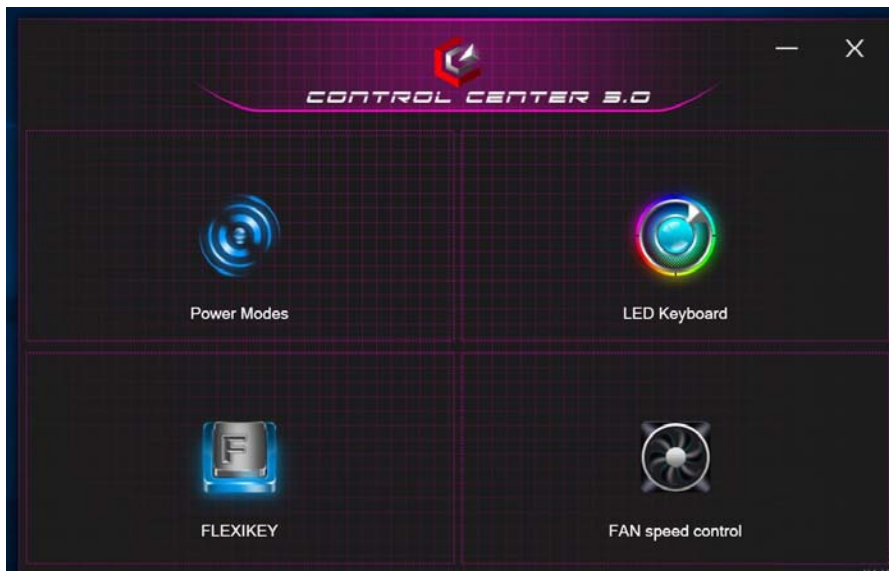 CONTROL CENTER 3.0
Power Modes
LED Keyboard
F
FLEXIKEY
FAN speed control